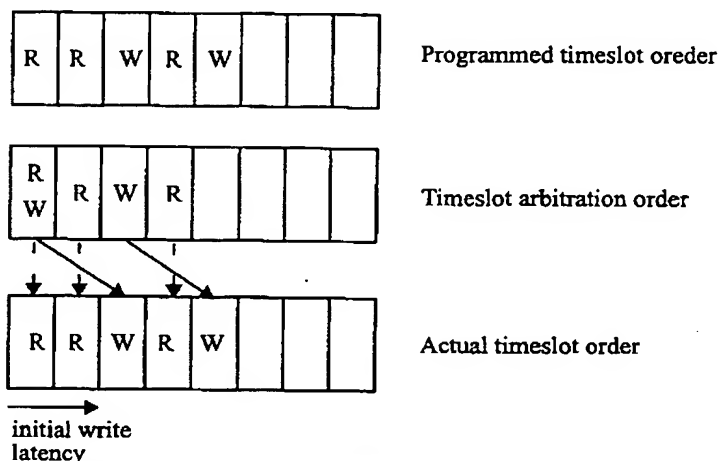 R R W R W Programmed timeslot oreder
R
W R W R Timeslot arbitration order
R R W R W Actual timeslot order
initial write
latency